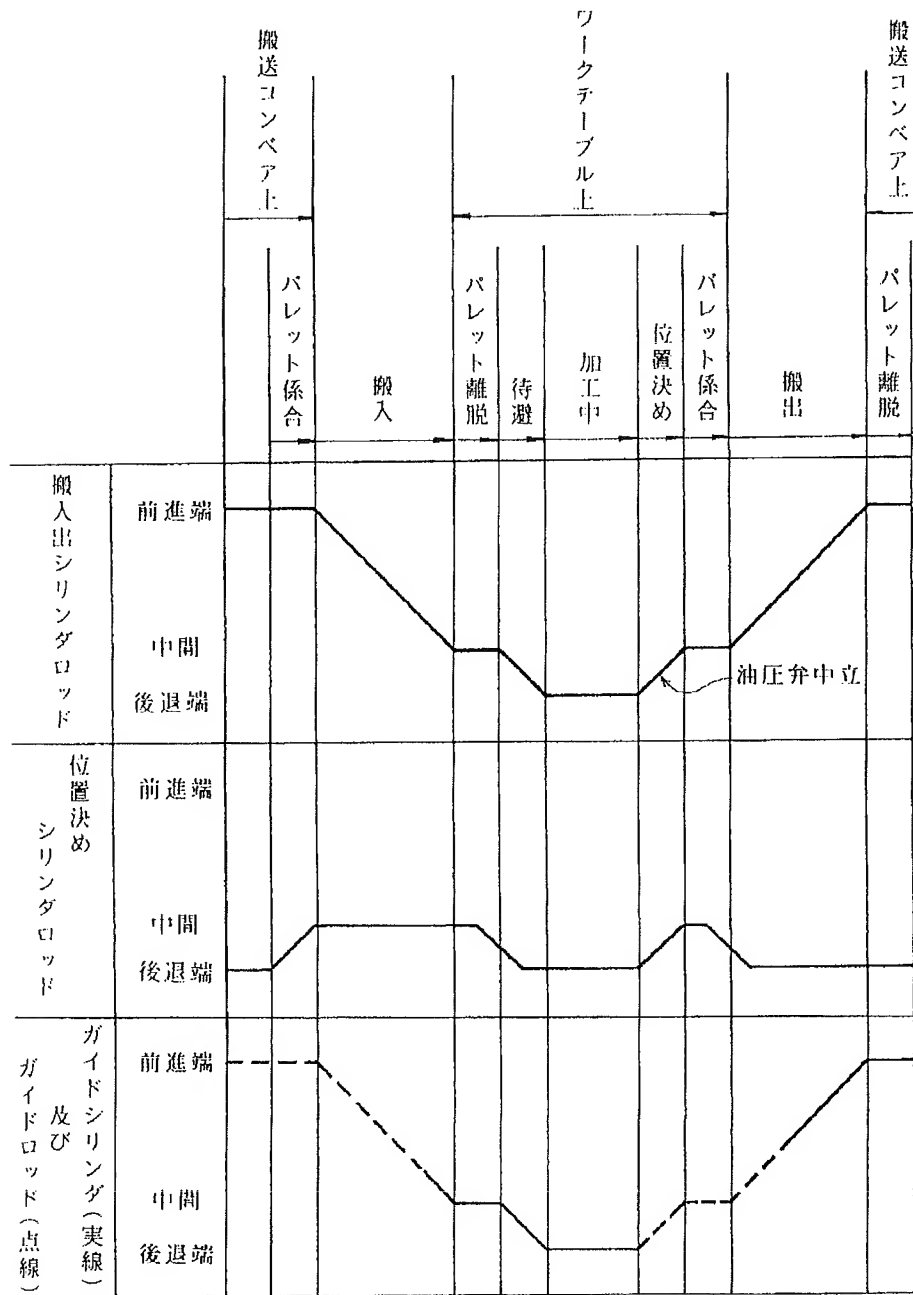 搬送コンベア上
ワークテーブル上
搬送コンベア上
パレット係合
搬入
パレット離脱
待避
加工中
位置決め
パレット係合
搬出
パレット離脱
搬入出シリンダロッド
前進端
中間
後退端
油圧弁中立
位置決め
シリンダロッド
前進端
中間
後退端
ガイドシリンダ(実線)
及び
ガイドロッド(点線)
前進端
中間
後退端